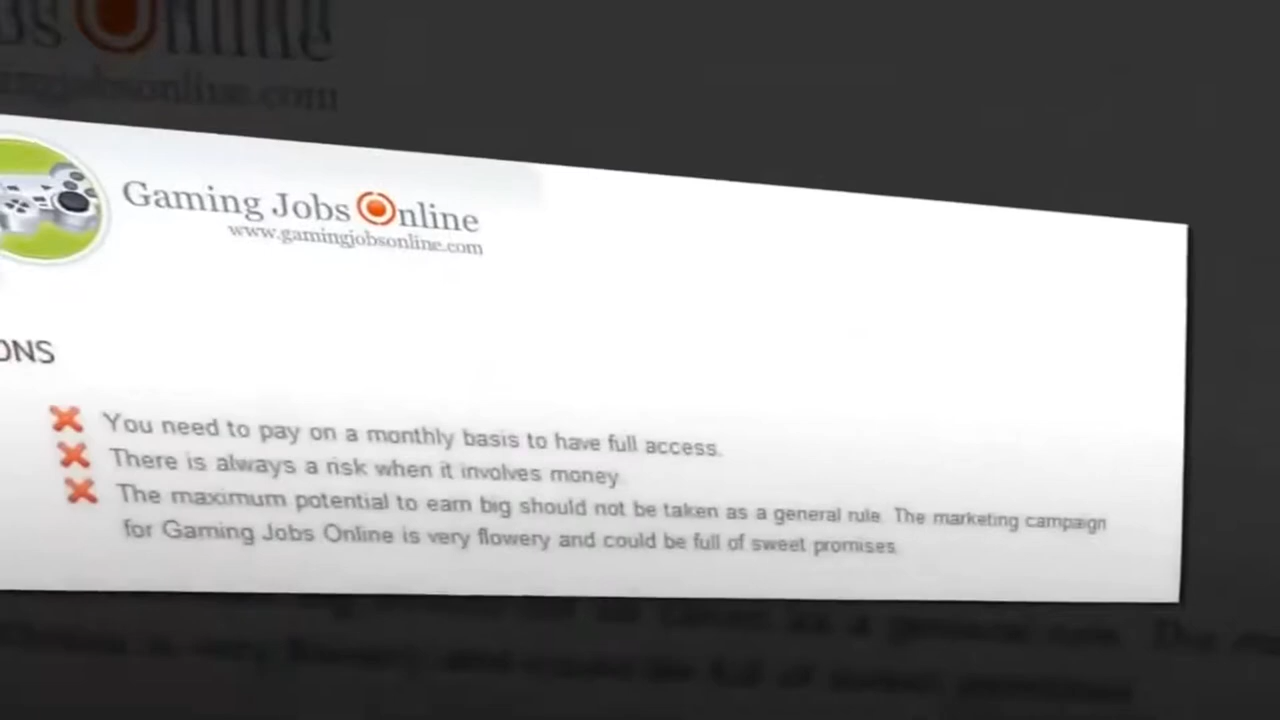 Gaming Jobs Online
www.gamingjobsonline.com
ONS
You need to pay on a monthly basis to have full access.
There is always a risk when it involves money.
The maximum potential to earn big should not be taken as a general rule. The marketing campaign
for Gaming Jobs Online is very flowery and could be full of sweet promises.